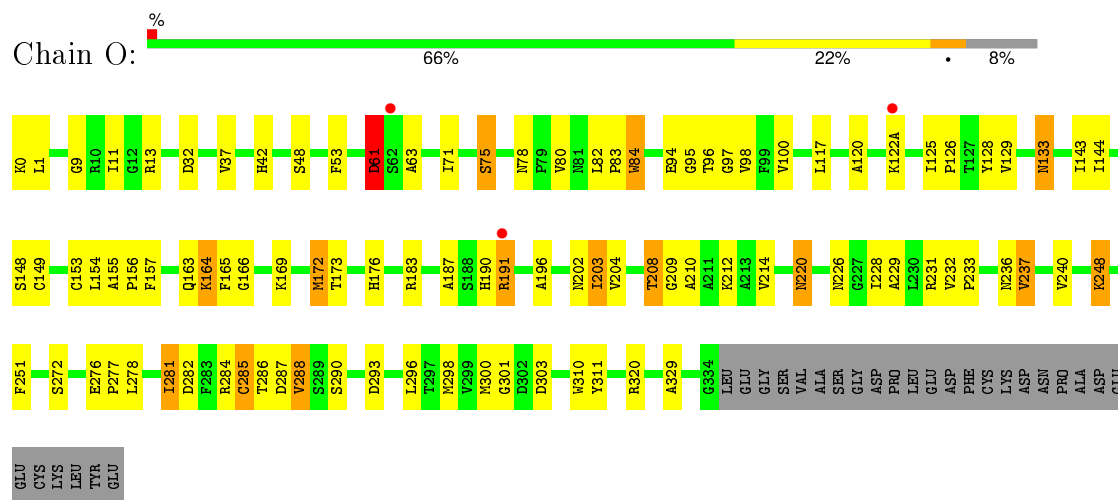 %
Chain O:
66% 22% • 8%
K0 L1 G9 R10 I11 G12 R13 D32 V37 H42 S48 F53 D61 S62 A63 I71 S75 N78 P79 V80 N81 L82 P83 W84 E94 G95 T96 G97 V98 F99 V100 L117 A120 K122A I125 P126 T127 Y128 V129 N133 I143 I144
S148 C149 C153 L154 A155 P156 F157 Q163 K164 F165 G166 K169 M172 T173 H176 R183 A187 S188 H190 R191 A196 N202 I203 V204 T208 G209 A210 A211 K212 A213 V214 N220 N226 G227 I228 A229 L230 R231 V232 P233 N236 V237 V240 K248
F251 S272 E276 P277 L278 I281 D282 F283 R284 C285 T286 D287 V288 S289 S290 D293 L296 T297 M298 V299 M300 G301 D302 D303 W310 Y311 R320 A329 G334 LEU GLU GLY SER VAL ALA SER GLY ASP PRO LEU GLU ASP PHE CYS LYS ASP ASN PRO ALA ASP GLU
GLU CYS LYS LEU TYR GLU